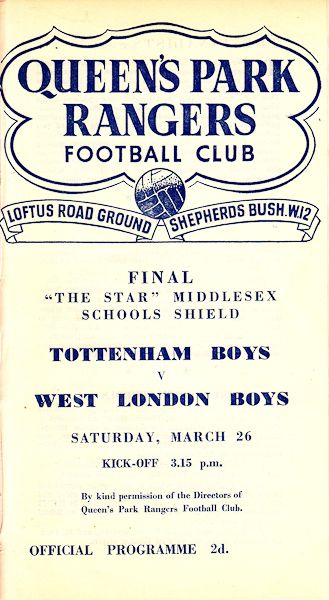 QUEEN'S PARK
RANGERS
FOOTBALL CLUB
LOFTUS ROAD GROUND
SHEPHERDS BUSH.W.12
FINAL
"THE STAR" MIDDLESEX
SCHOOLS SHIELD
TOTTENHAM BOYS
V
WEST LONDON BOYS
SATURDAY, MARCH 26
KICK-OFF 3.15 p.m.
By kind permission of the Directors of
Queen's Park Rangers Football Club.
OFFICIAL PROGRAMME 2d.